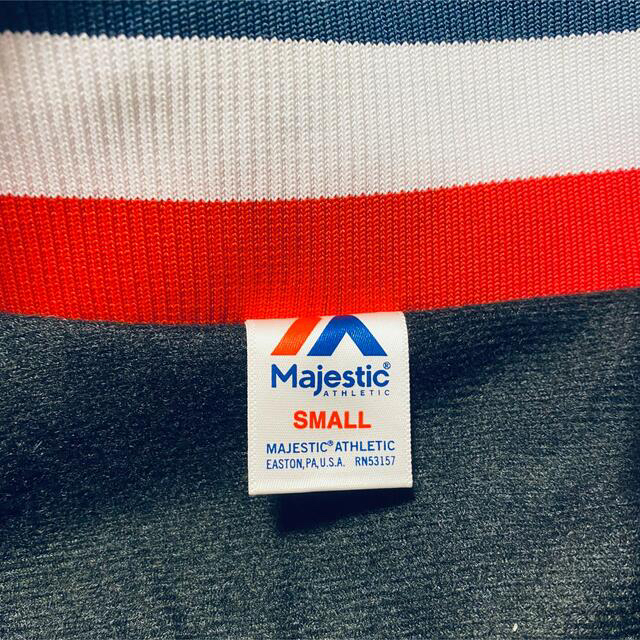 Majestic®
ATHLETIC
SMALL
MAJESTIC® ATHLETIC
EASTON, PA, U.S.A. RN53157